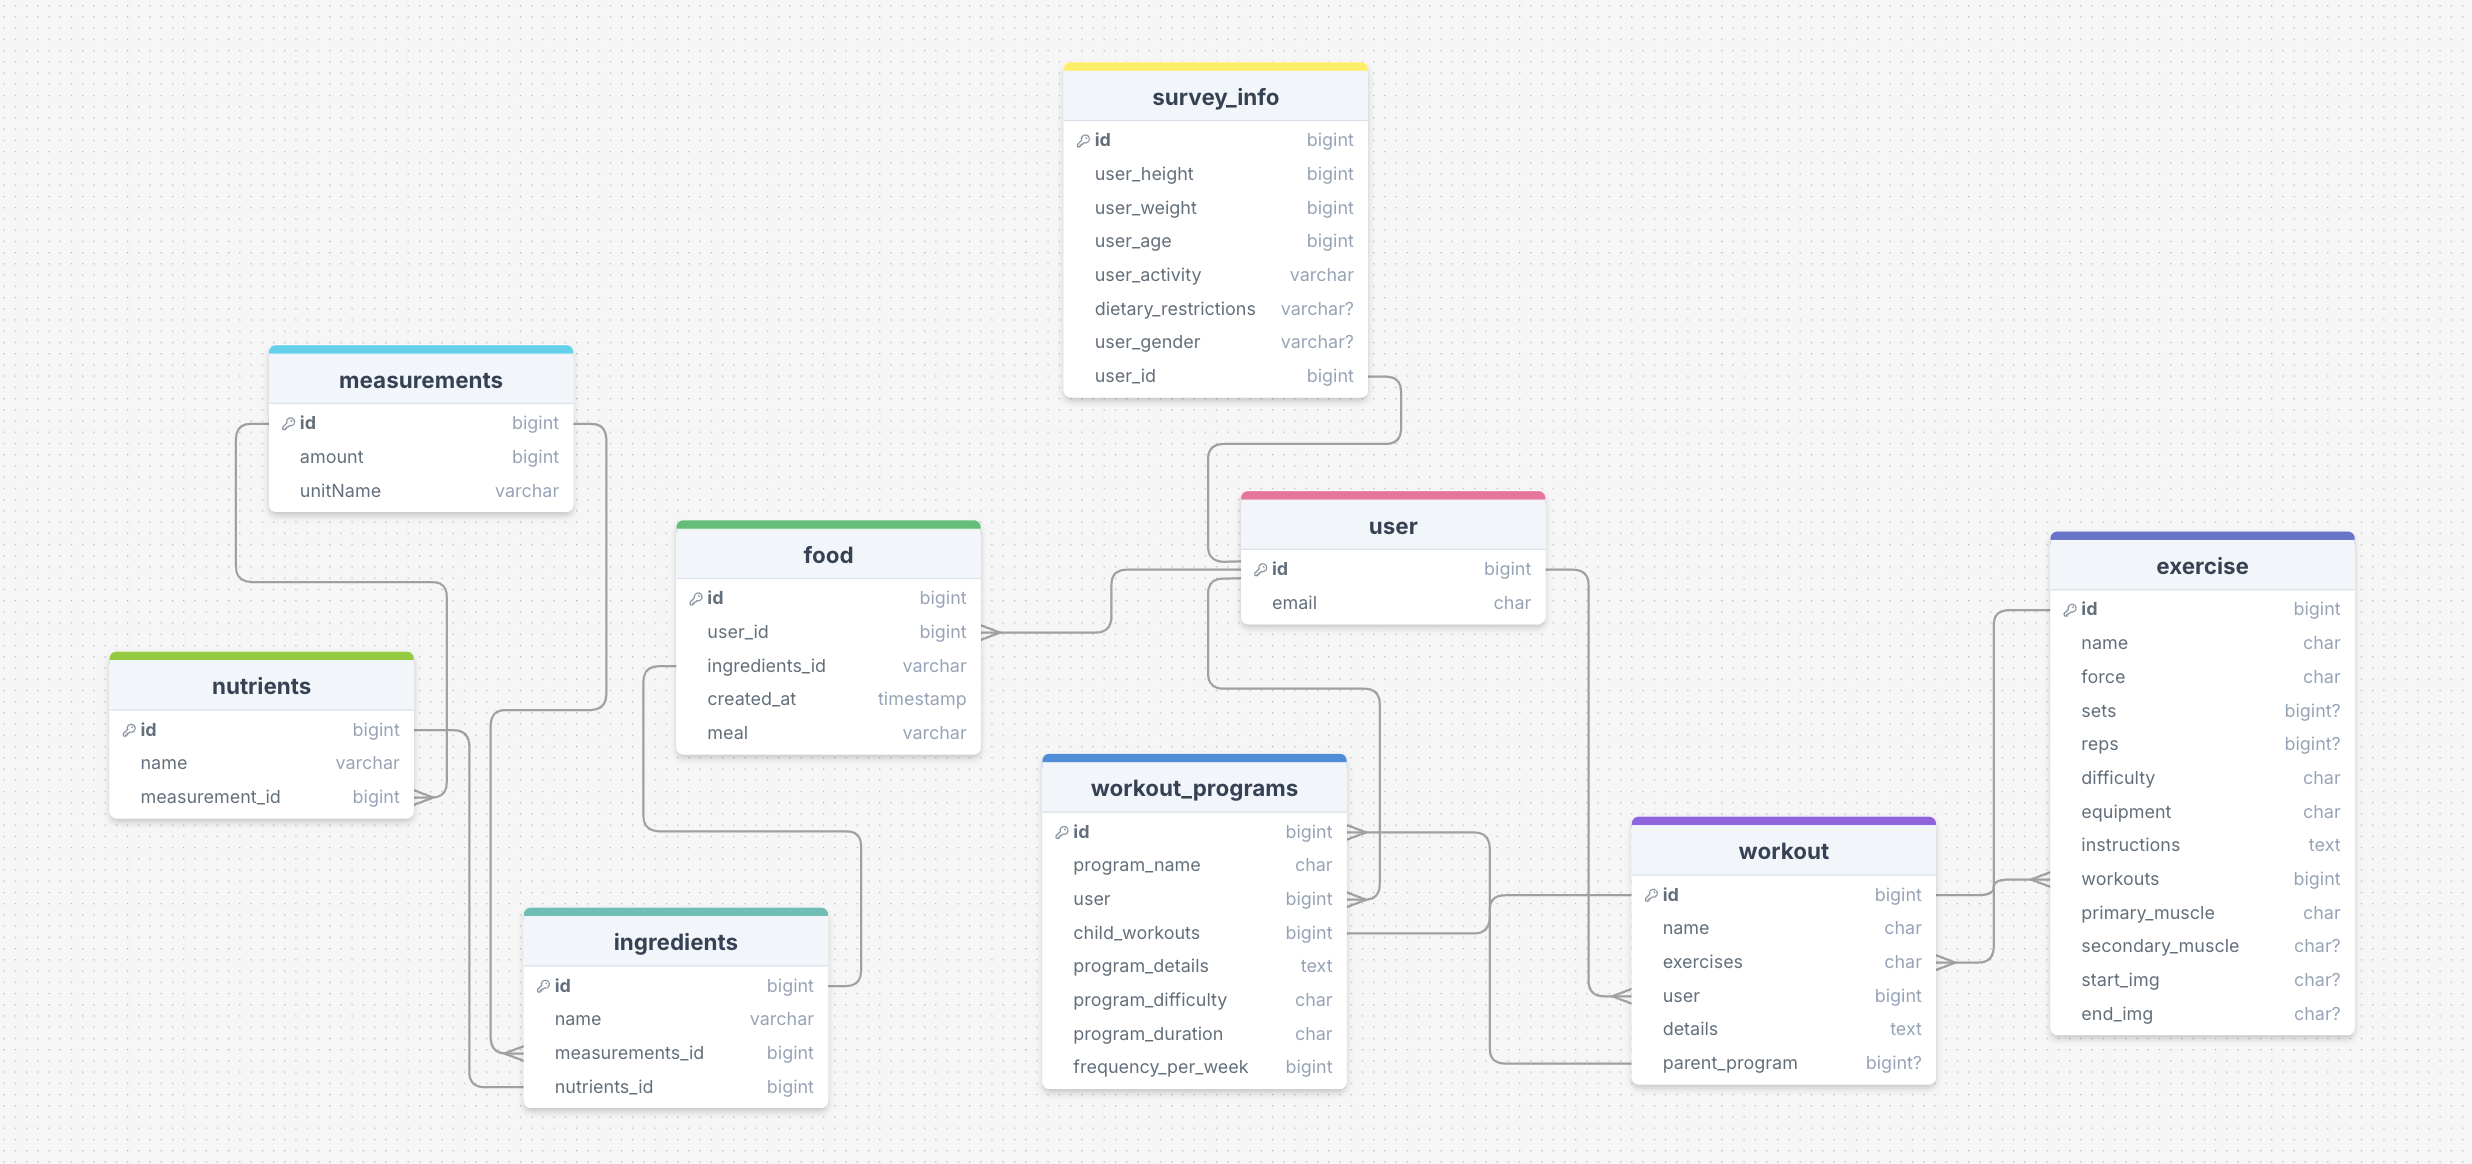 survey_info
id bigint
user_height bigint
user_weight bigint
user_age bigint
user_activity varchar
dietary_restrictions varchar?
user_gender varchar?
user_id bigint
measurements
id bigint
amount bigint
unitName varchar
user
id bigint
email char
food
id bigint
user_id bigint
ingredients_id varchar
created_at timestamp
meal varchar
exercise
id bigint
name char
force char
sets bigint?
reps bigint?
difficulty char
equipment char
instructions text
workouts bigint
primary_muscle char
secondary_muscle char?
start_img char?
end_img char?
nutrients
id bigint
name varchar
measurement_id bigint
workout_programs
id bigint
program_name char
user bigint
child_workouts bigint
program_details text
program_difficulty char
program_duration char
frequency_per_week bigint
workout
id bigint
name char
exercises char
user bigint
details text
parent_program bigint?
ingredients
id bigint
name varchar
measurements_id bigint
nutrients_id bigint